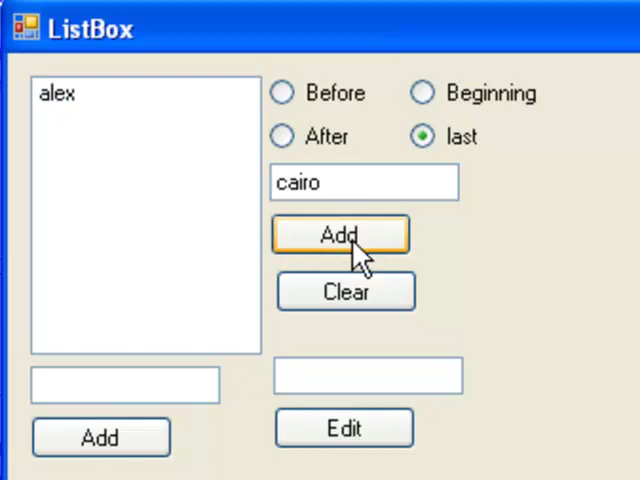 ListBox
alex
Before
Beginning
After
last
cairo
Add
Clear
Add
Edit